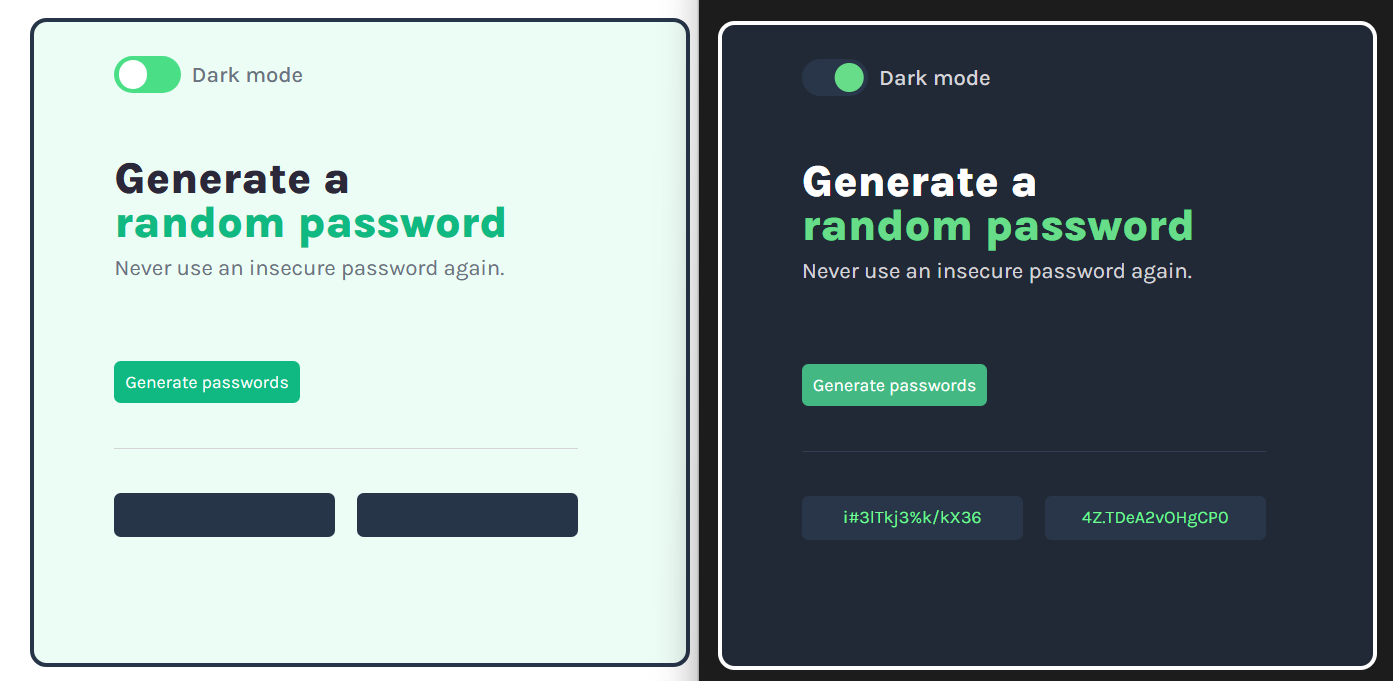 Dark mode
Generate a
random password
Never use an insecure password again.
Generate passwords
Dark mode
Generate a
random password
Never use an insecure password again.
Generate passwords
i#3lTkj3%k/kX36
4Z.TDeA2vOHgCP0